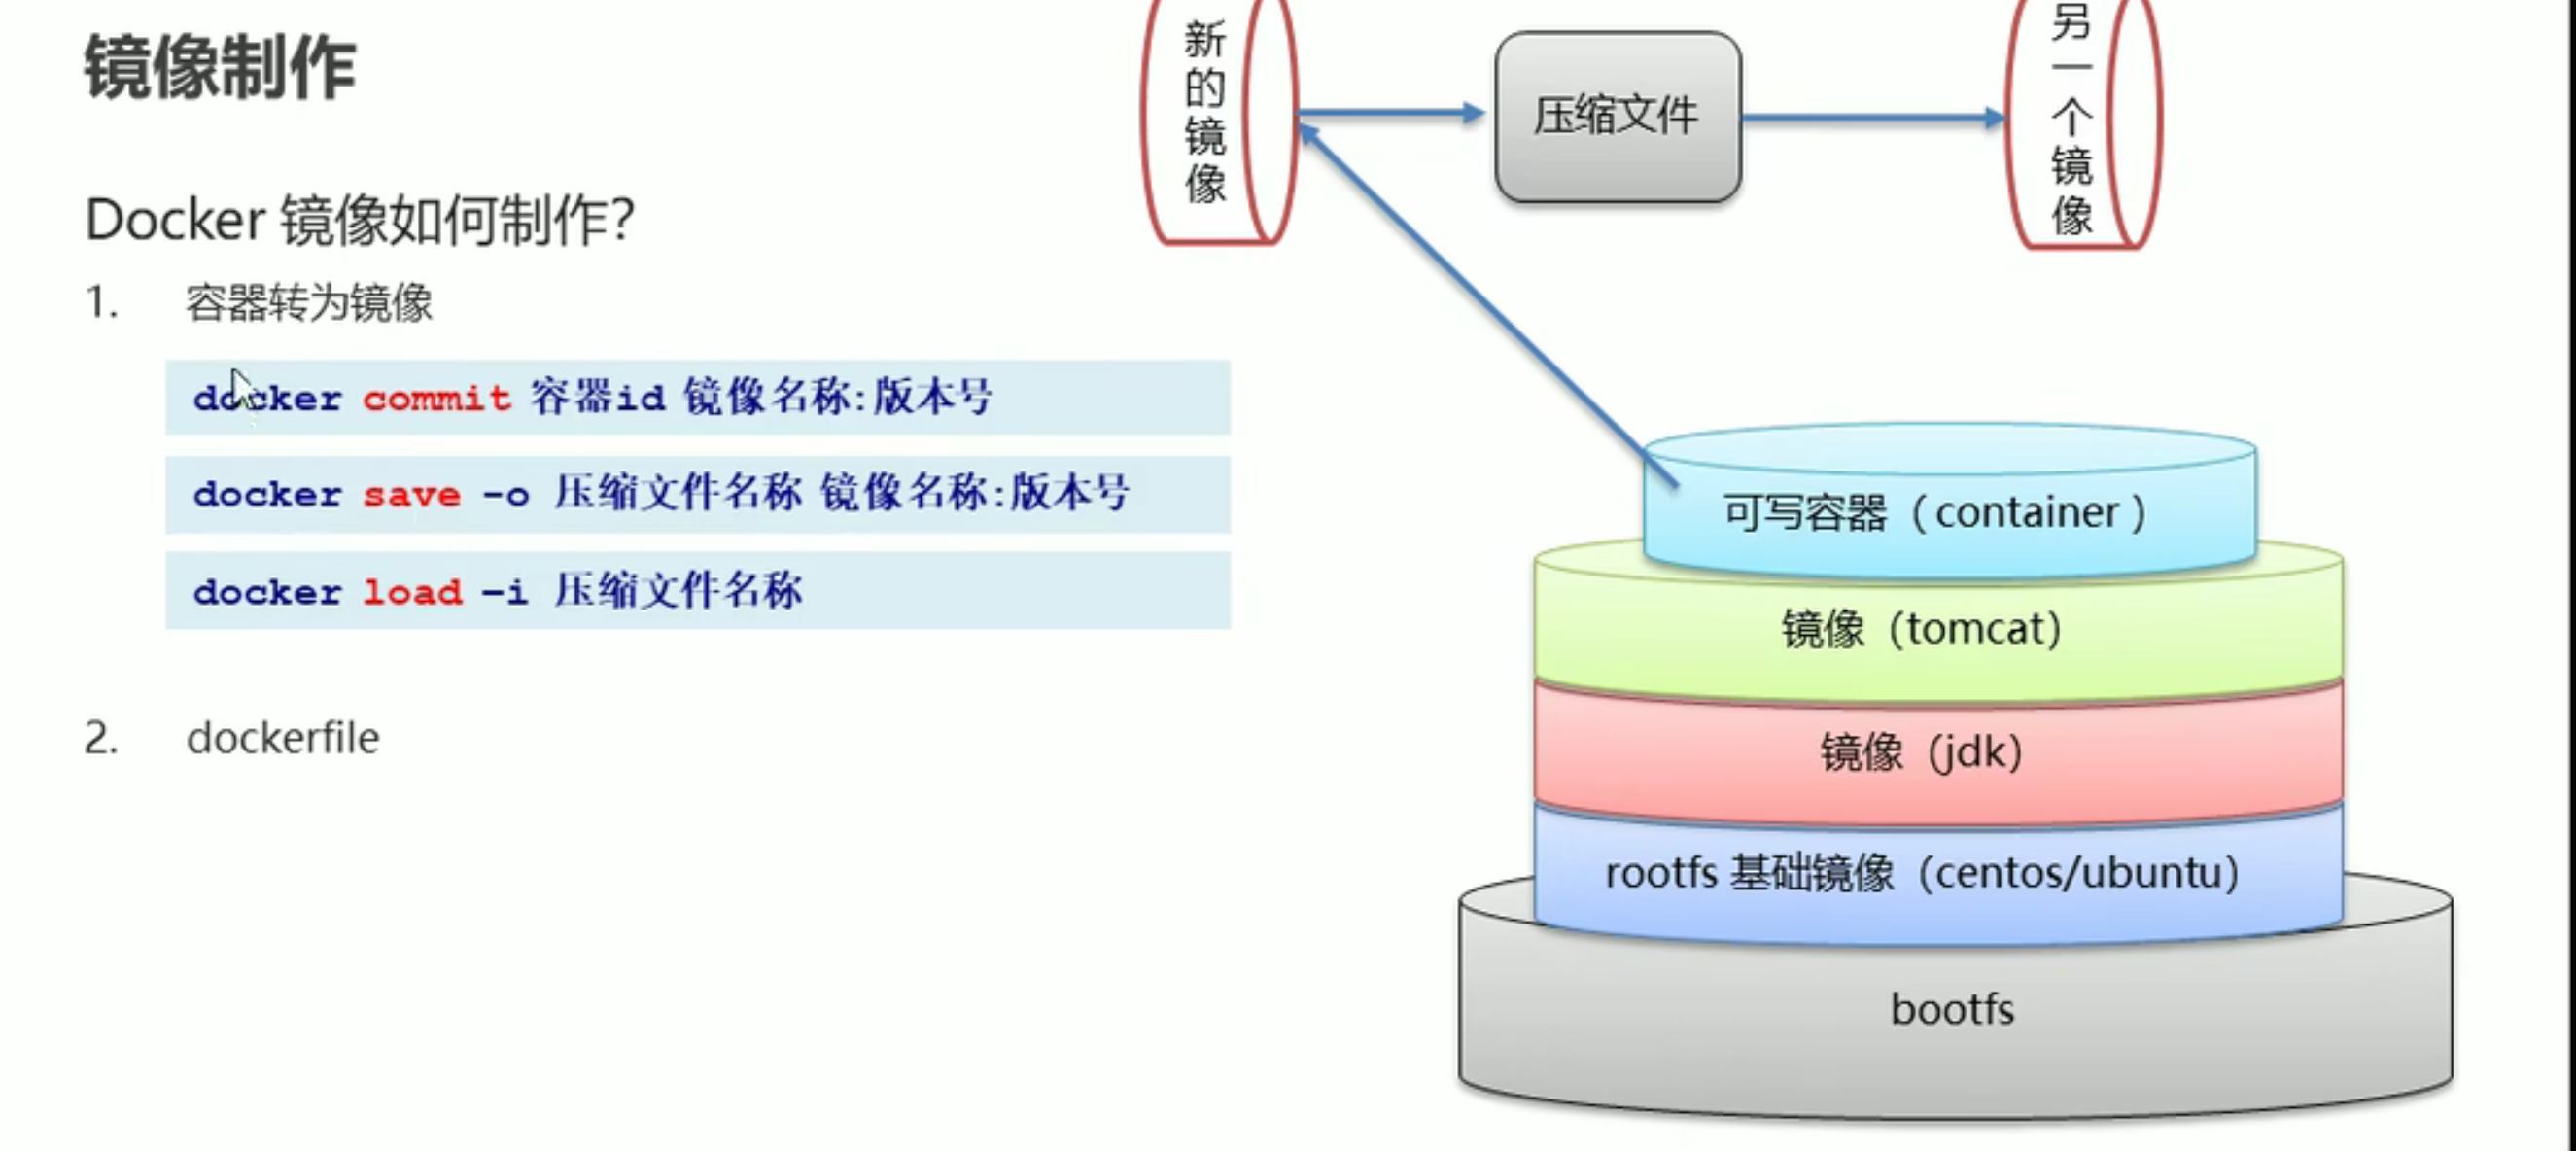 镜像制作
Docker 镜像如何制作？
1. 容器转为镜像
docker commit 容器id 镜像名称:版本号
docker save -o 压缩文件名称 镜像名称:版本号
docker load –i 压缩文件名称
2. dockerfile
新的镜像
压缩文件
另一个镜像
可写容器（container）
镜像（tomcat）
镜像（jdk）
rootfs 基础镜像（centos/ubuntu）
bootfs